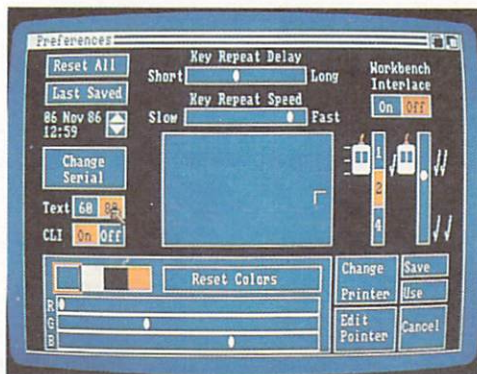 Preferences
Reset All
Last Saved
06 Nov 86
12:59
Change
Serial
Text 60 80
CLI On Off
Key Repeat Delay
Short Long
Key Repeat Speed
Slow Fast
Workbench
Interlace
On Off
1
2
4
Reset Colors
R
G
B
Change
Printer
Edit
Pointer
Save
Use
Cancel